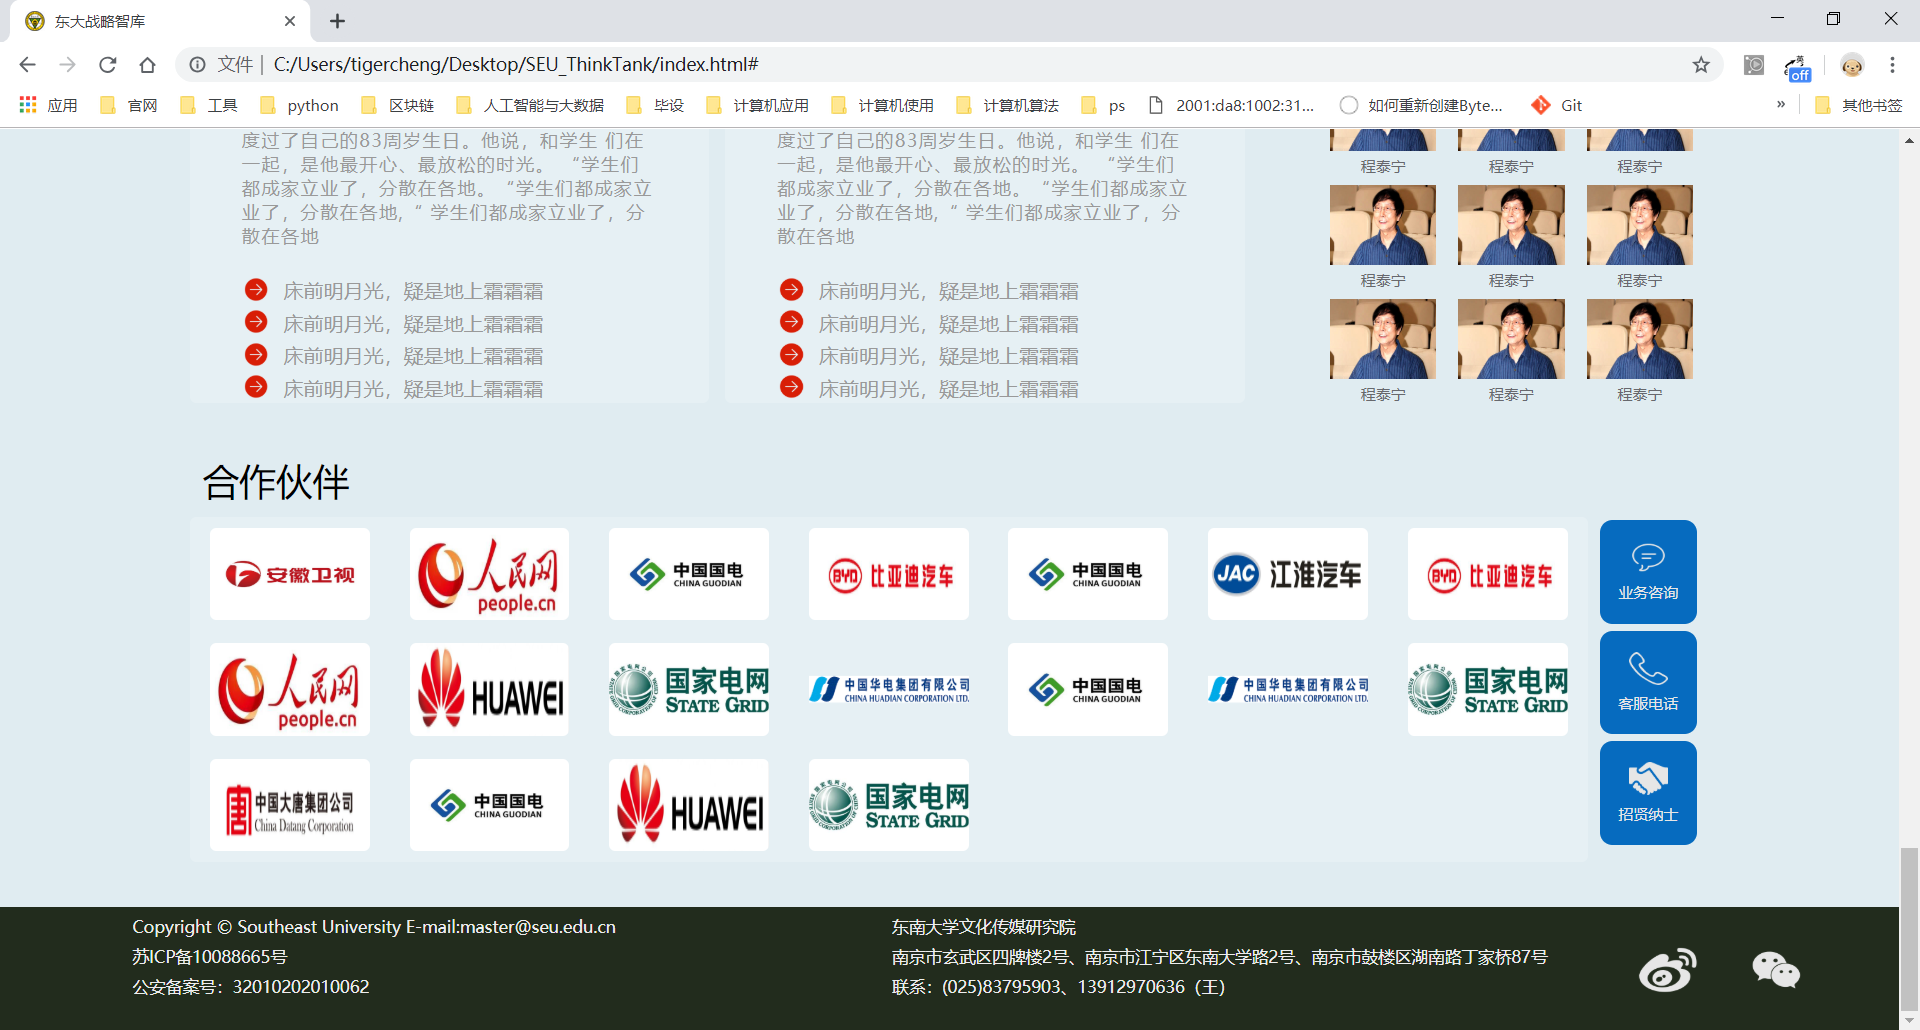 东大战略智库
文件 | C:/Users/tigercheng/Desktop/SEU_ThinkTank/index.html#
英
off
应用 官网 工具 python 区块链 人工智能与大数据 毕设 计算机应用 计算机使用 计算机算法 ps 2001:da8:1002:31... 如何重新创建Byte... Git » 其他书签
度过了自己的83周岁生日。他说，和学生 们在
一起，是他最开心、最放松的时光。 “学生们
都成家立业了，分散在各地。 “学生们都成家立
业了，分散在各地, “ 学生们都成家立业了，分
散在各地
床前明月光，疑是地上霜霜霜
床前明月光，疑是地上霜霜霜
床前明月光，疑是地上霜霜霜
床前明月光，疑是地上霜霜霜
度过了自己的83周岁生日。他说，和学生 们在
一起，是他最开心、最放松的时光。 “学生们
都成家立业了，分散在各地。 “学生们都成家立
业了，分散在各地, “ 学生们都成家立业了，分
散在各地
床前明月光，疑是地上霜霜霜
床前明月光，疑是地上霜霜霜
床前明月光，疑是地上霜霜霜
床前明月光，疑是地上霜霜霜
程泰宁 程泰宁 程泰宁
程泰宁 程泰宁 程泰宁
程泰宁 程泰宁 程泰宁
合作伙伴
安徽卫视
人民网
people.cn
中国国电
CHINA GUODIAN
BYD 比亚迪汽车
中国国电
CHINA GUODIAN
JAC 江淮汽车
BYD 比亚迪汽车
人民网
people.cn
HUAWEI
国家电网
STATE GRID
中国华电集团有限公司
CHINA HUADIAN CORPORATION LTD.
中国国电
CHINA GUODIAN
中国华电集团有限公司
CHINA HUADIAN CORPORATION LTD.
国家电网
STATE GRID
唐 中国大唐集团公司
China Datang Corporation
中国国电
CHINA GUODIAN
HUAWEI
国家电网
STATE GRID
业务咨询
客服电话
招贤纳士
Copyright © Southeast University E-mail:master@seu.edu.cn
苏ICP备10088665号
公安备案号：32010202010062
东南大学文化传媒研究院
南京市玄武区四牌楼2号、南京市江宁区东南大学路2号、南京市鼓楼区湖南路丁家桥87号
联系：(025)83795903、13912970636（王）